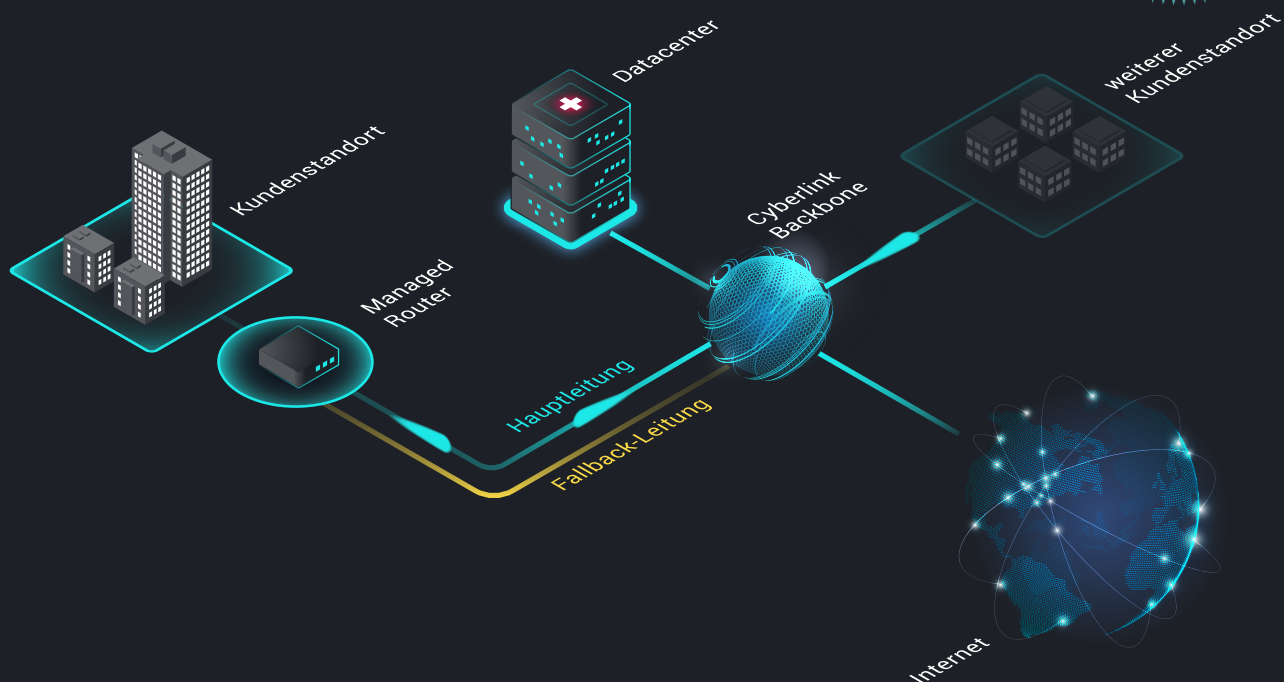 Datacenter
weiterer
Kundenstandort
Kundenstandort
Cyberlink
Backbone
Managed
Router
Hauptleitung
Fallback-Leitung
Internet